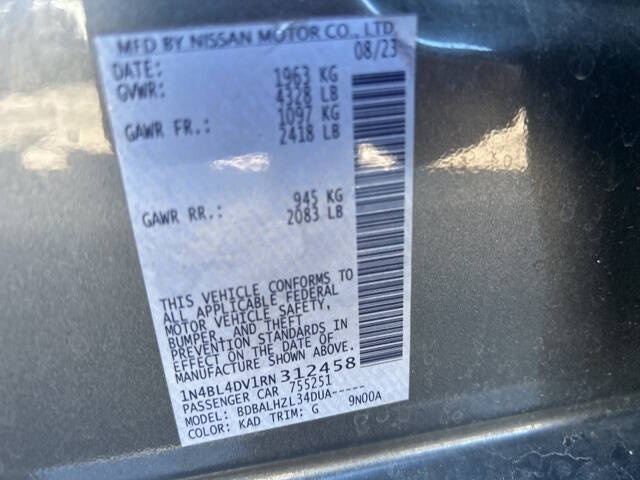 MFD BY NISSAN MOTOR CO., LTD.
DATE: 08/23
GVWR: 1963 KG
4328 LB
GAWR FR.: 1097 KG
2418 LB
GAWR RR.: 945 KG
2083 LB
THIS VEHICLE CONFORMS TO
ALL APPLICABLE FEDERAL
MOTOR VEHICLE SAFETY,
BUMPER, AND THEFT
PREVENTION STANDARDS IN
EFFECT ON THE DATE OF
MANUFACTURE SHOWN ABOVE.
1N4BL4DV1RN312458
PASSENGER CAR 755251
MODEL: BDBALHZL34DUA-----
COLOR: KAD TRIM: G 9N00A